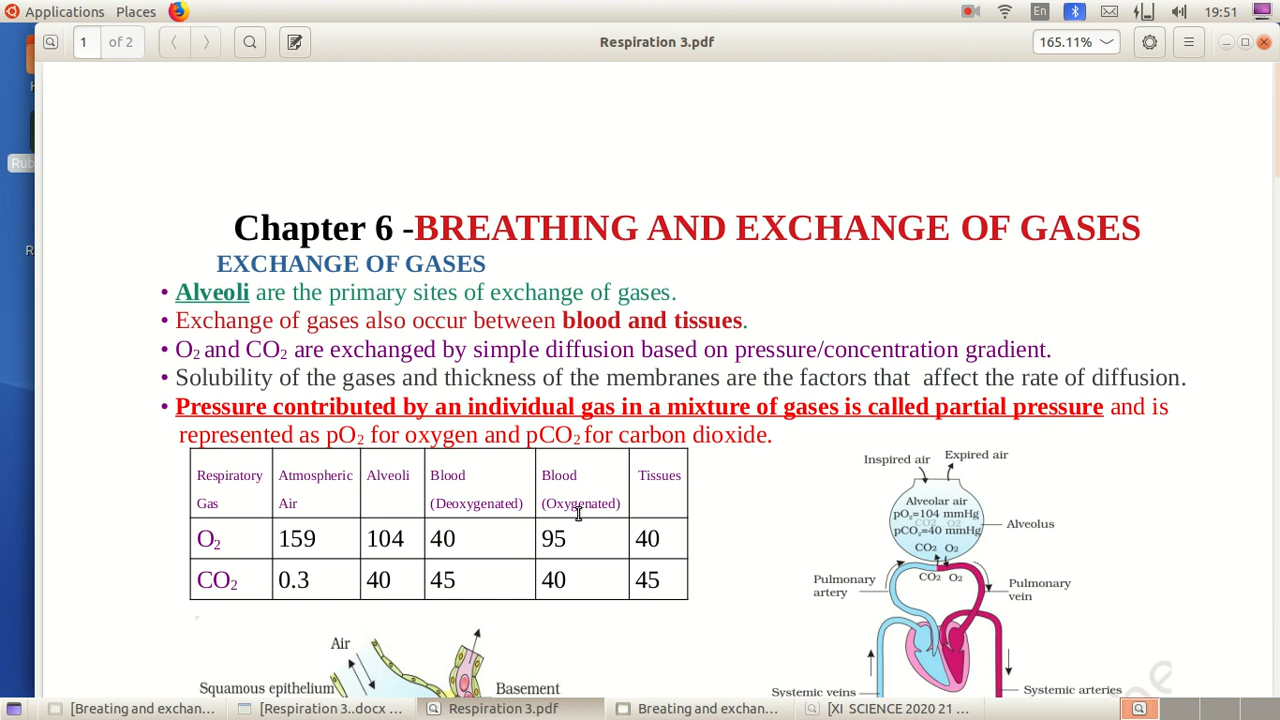 Applications Places En 19:51
1 of 2 Respiration 3.pdf 165.11%
Chapter 6 -BREATHING AND EXCHANGE OF GASES
EXCHANGE OF GASES
• Alveoli are the primary sites of exchange of gases.
• Exchange of gases also occur between blood and tissues.
• O2 and CO2 are exchanged by simple diffusion based on pressure/concentration gradient.
• Solubility of the gases and thickness of the membranes are the factors that affect the rate of diffusion.
• Pressure contributed by an individual gas in a mixture of gases is called partial pressure and is
represented as pO2 for oxygen and pCO2 for carbon dioxide.
Respiratory Gas Atmospheric Air Alveoli Blood (Deoxygenated) Blood (Oxygenated) Tissues
O2 159 104 40 95 40
CO2 0.3 40 45 40 45
Inspired air Expired air
Alveolar air
pO2=104 mmHg
CO2 O2
pCO2=40 mmHg
Alveolus
CO2 O2
CO2 O2
Pulmonary artery
Pulmonary vein
Systemic veins
Systemic arteries
Air
Squamous epithelium
Basement
[Breating and exchan... [Respiration 3..docx ... Respiration 3.pdf Breating and exchan... [XI SCIENCE 2020 21 ...